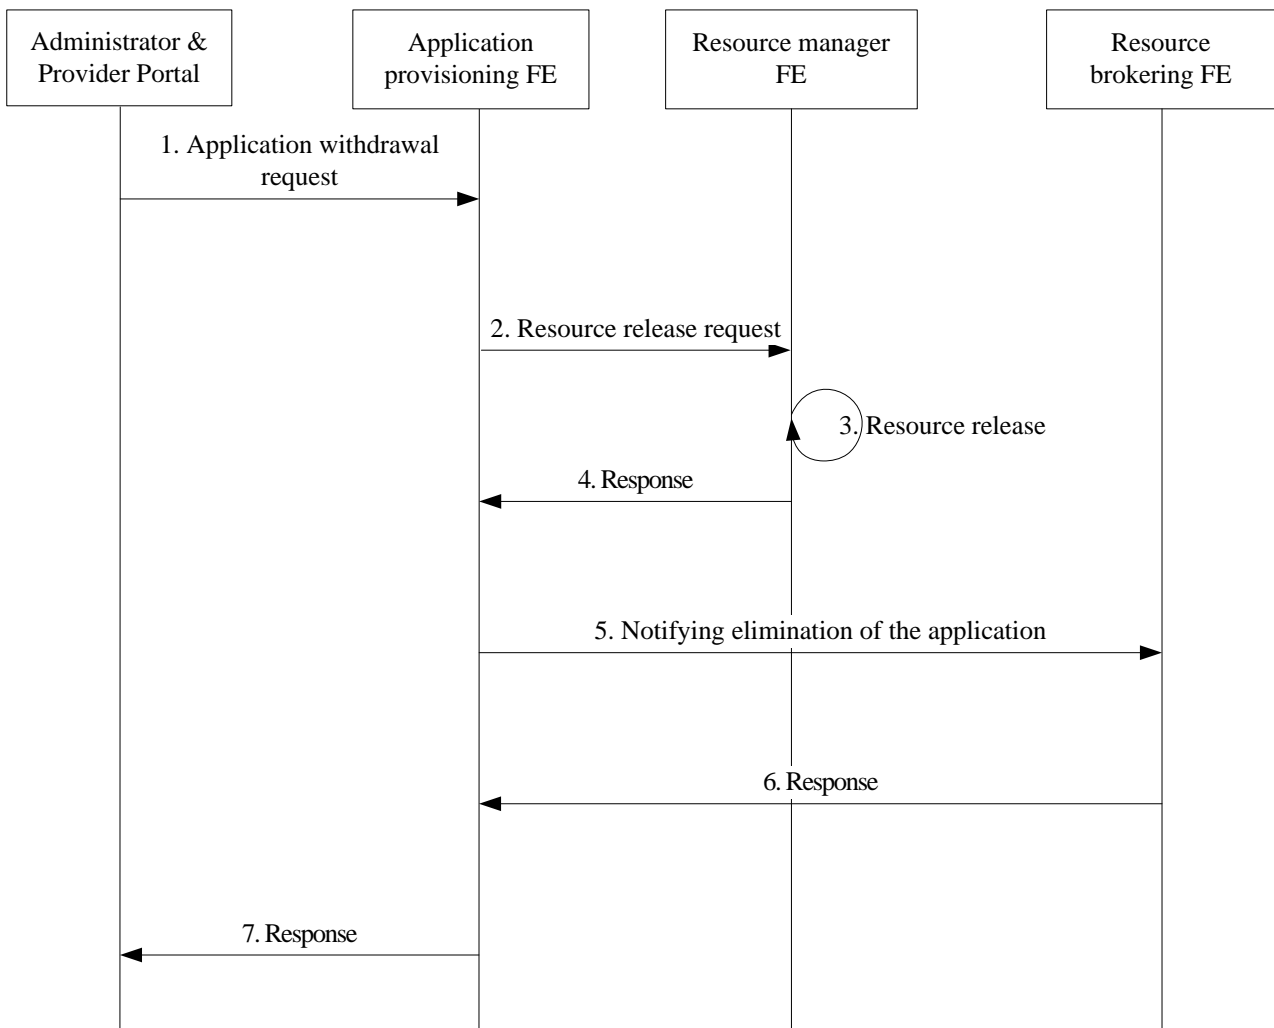 Administrator &
Provider Portal
Application
provisioning FE
Resource manager
FE
Resource
brokering FE
1. Application withdrawal
request
2. Resource release request
3. Resource release
4. Response
5. Notifying elimination of the application
6. Response
7. Response